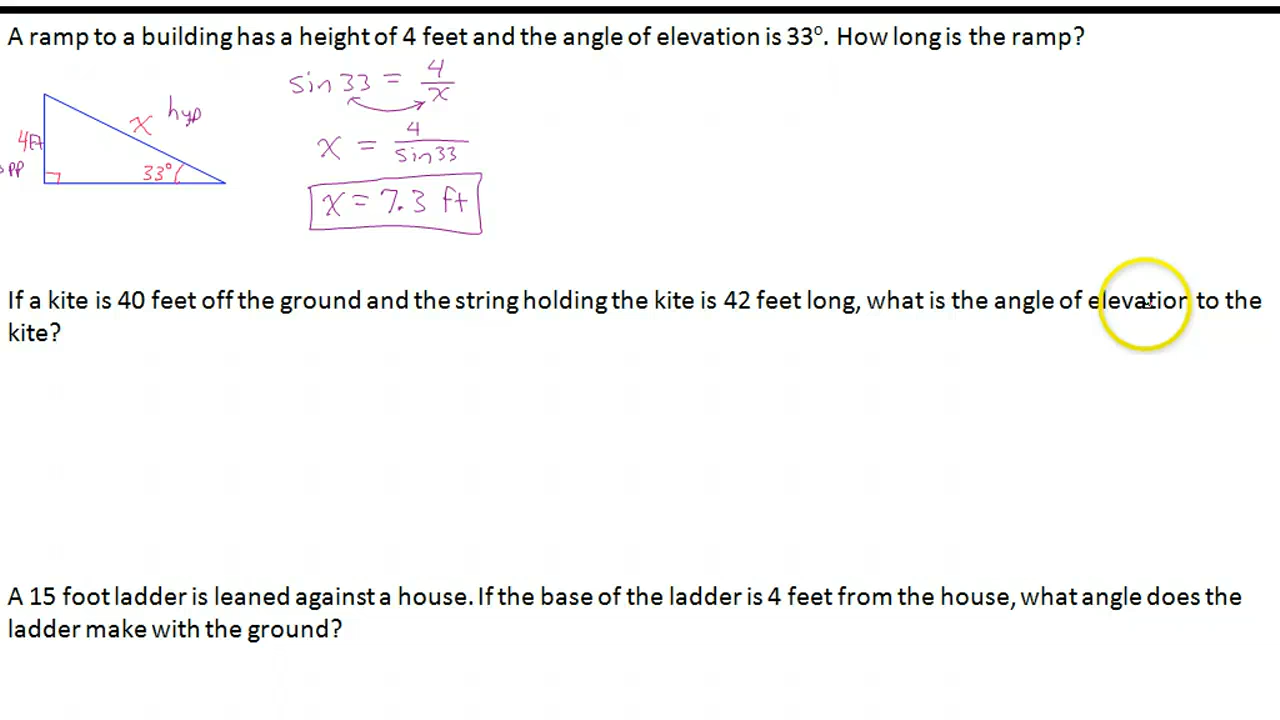 A ramp to a building has a height of 4 feet and the angle of elevation is 33°. How long is the ramp?
sin 33 = 4/x
hyp
x
4ft
x = 4/sin 33
pp
33°
x = 7.3 ft
If a kite is 40 feet off the ground and the string holding the kite is 42 feet long, what is the angle of elevation to the
kite?
A 15 foot ladder is leaned against a house. If the base of the ladder is 4 feet from the house, what angle does the
ladder make with the ground?